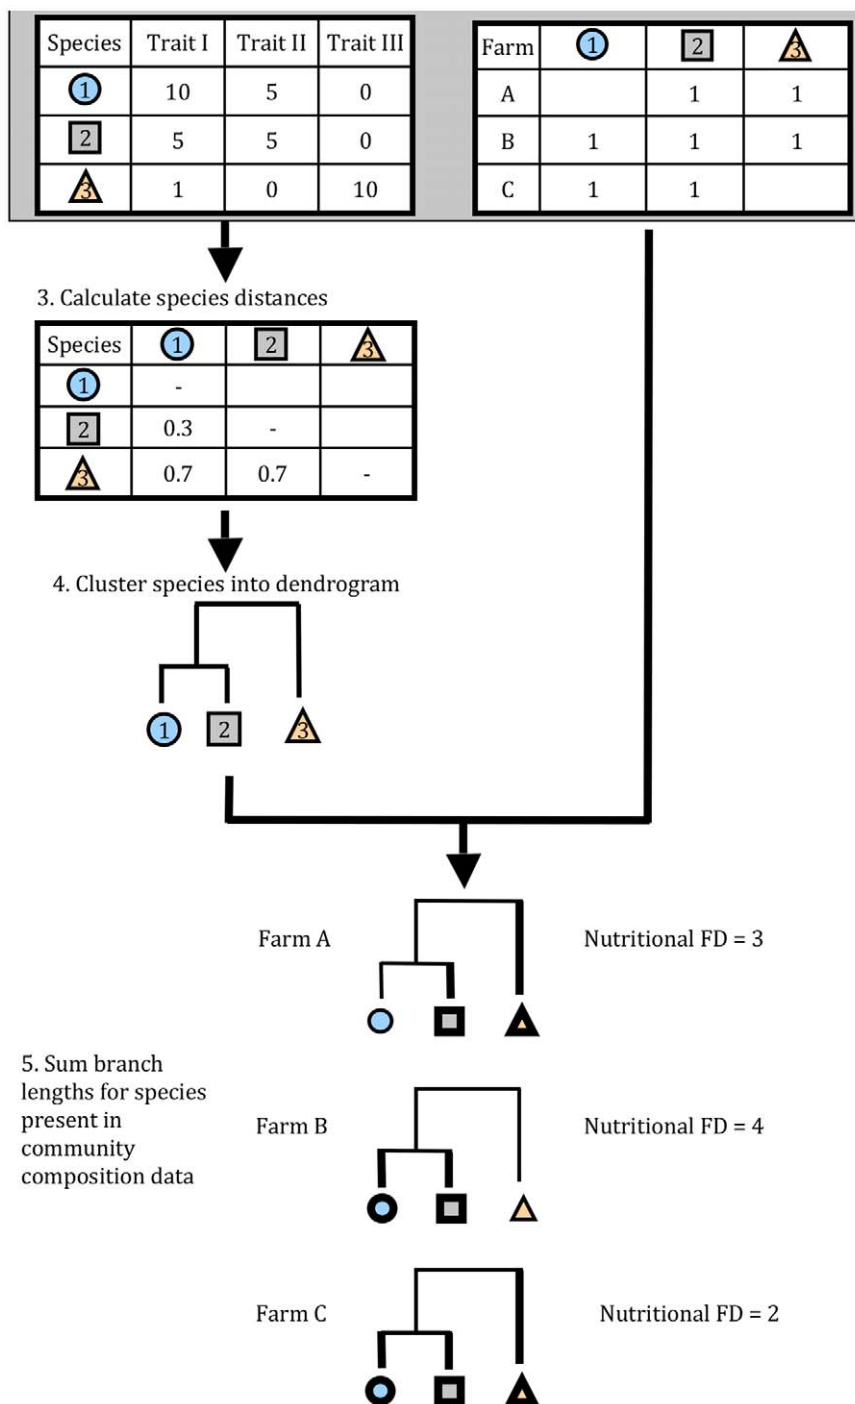 Species Trait I Trait II Trait III
1 10 5 0
2 5 5 0
3 1 0 10
Farm 1 2 3
A 1 1
B 1 1 1
C 1 1
3. Calculate species distances
Species 1 2 3
1 -
2 0.3 -
3 0.7 0.7 -
4. Cluster species into dendrogram
1 2 3
Farm A Nutritional FD = 3
5. Sum branch
lengths for species
present in
community
composition data
Farm B Nutritional FD = 4
Farm C Nutritional FD = 2